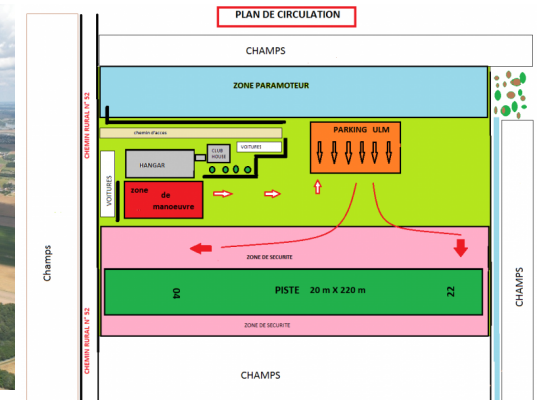 PLAN DE CIRCULATION
CHAMPS
ZONE PARAMOTEUR
CHEMIN RURAL N° 52
chemin d'acces
VOITURES
CLUB
HOUSE
HANGAR
PARKING ULM
VOITURES
zone
de
manoeuvre
ZONE DE SECURITE
04
PISTE 20 m X 220 m
22
ZONE DE SECURITE
CHEMIN RURAL N° 52
Champs
CHAMPS
CHAMPS